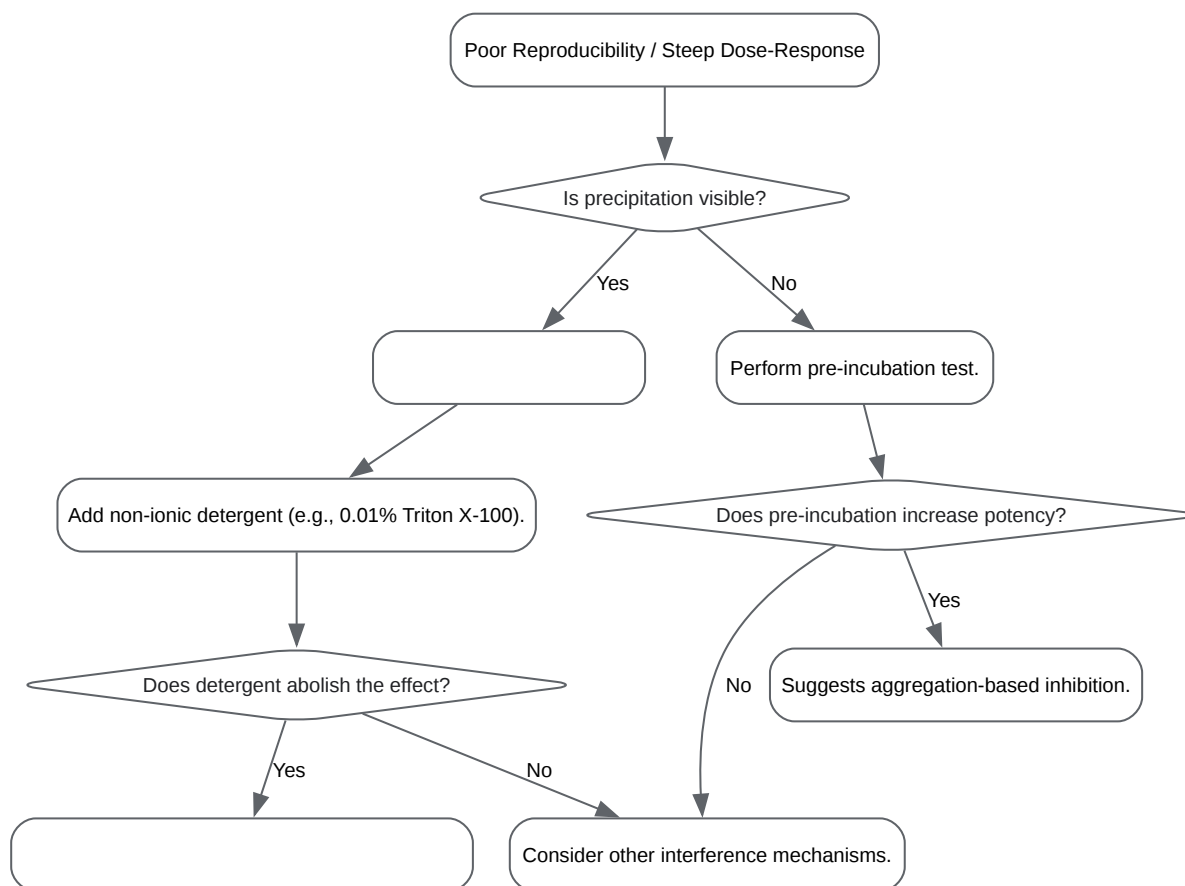 Poor Reproducibility / Steep Dose-Response
Is precipitation visible?
Yes
No
Perform pre-incubation test.
Add non-ionic detergent (e.g., 0.01% Triton X-100).
Does pre-incubation increase potency?
Yes
No
Suggests aggregation-based inhibition.
Does detergent abolish the effect?
Yes
No
Consider other interference mechanisms.